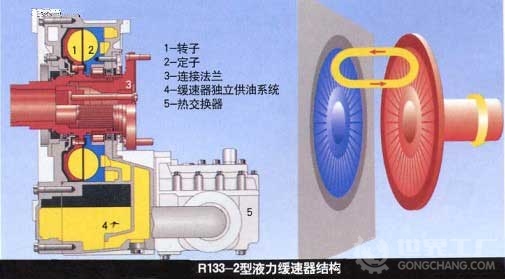 1 2
3
4
5
1-转子
2-定子
3-连接法兰
4-缓速器独立供油系统
5-热交换器
R133-2型液力缓速器结构
世界工厂
GONGCHANG.COM